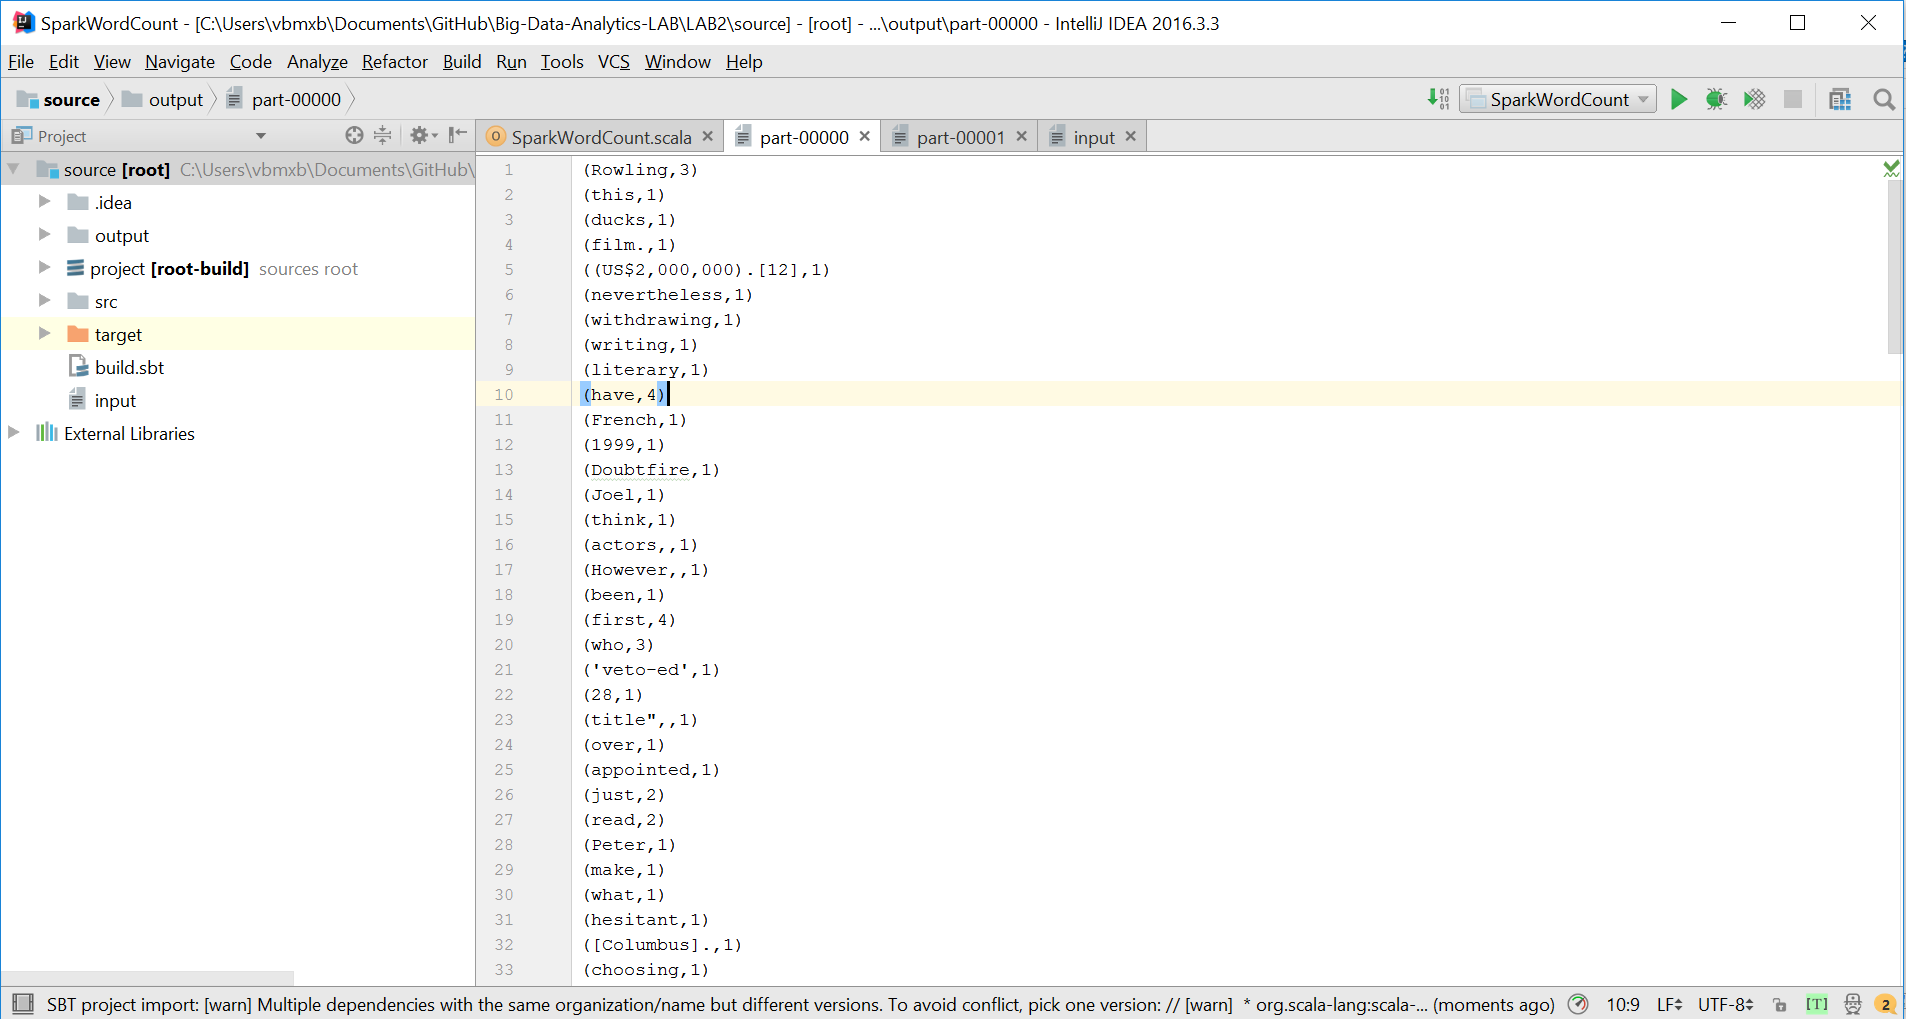 SparkWordCount - [C:\Users\vbmxb\Documents\GitHub\Big-Data-Analytics-LAB\LAB2\source] - [root] - ...\output\part-00000 - IntelliJ IDEA 2016.3.3
File Edit View Navigate Code Analyze Refactor Build Run Tools VCS Window Help
source output part-00000 SparkWordCount
Project
SparkWordCount.scala part-00000 part-00001 input
source [root] C:\Users\vbmxb\Documents\GitHub\
.idea
output
project [root-build] sources root
src
target
build.sbt
input
External Libraries
1 (Rowling,3)
2 (this,1)
3 (ducks,1)
4 (film.,1)
5 ((US$2,000,000).[12],1)
6 (nevertheless,1)
7 (withdrawing,1)
8 (writing,1)
9 (literary,1)
10 (have,4)
11 (French,1)
12 (1999,1)
13 (Doubtfire,1)
14 (Joel,1)
15 (think,1)
16 (actors,,1)
17 (However,,1)
18 (been,1)
19 (first,4)
20 (who,3)
21 ('veto-ed',1)
22 (28,1)
23 (title",,1)
24 (over,1)
25 (appointed,1)
26 (just,2)
27 (read,2)
28 (Peter,1)
29 (make,1)
30 (what,1)
31 (hesitant,1)
32 ([Columbus].,1)
33 (choosing,1)
SBT project import: [warn] Multiple dependencies with the same organization/name but different versions. To avoid conflict, pick one version: // [warn] * org.scala-lang:scala-... (moments ago) 10:9 LF UTF-8 [T] 2